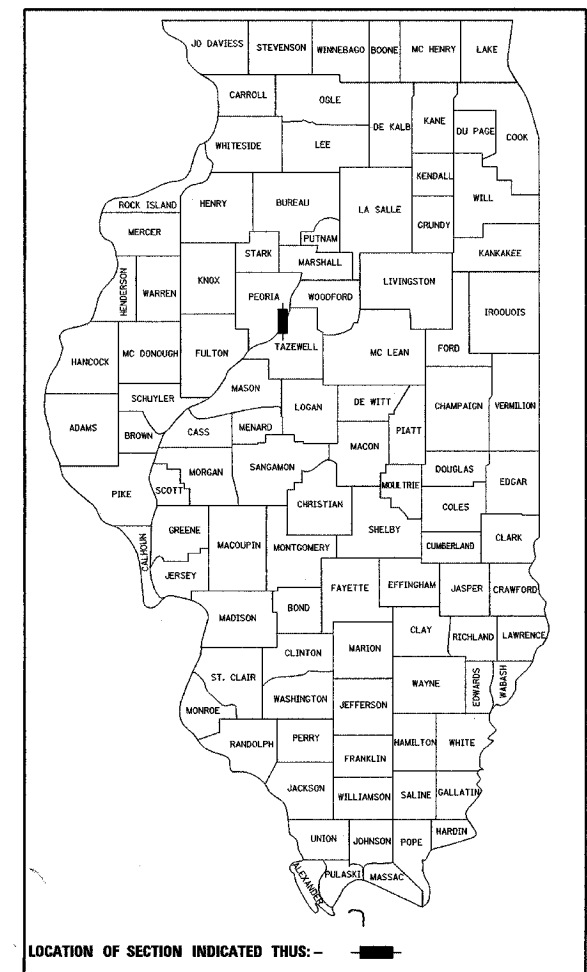 JO DAVIESS STEVENSON WINNEBAGO BOONE MC HENRY LAKE
CARROLL OGLE DE KALB KANE DU PAGE COOK
WHITESIDE LEE KENDALL WILL
ROCK ISLAND HENRY BUREAU LA SALLE GRUNDY
MERCER PUTNAM KANKAKEE
STARK MARSHALL
HENDERSON WARREN KNOX PEORIA WOODFORD LIVINGSTON IROQUOIS
HANCOCK MC DONOUGH FULTON TAZEWELL MC LEAN FORD
SCHUYLER MASON LOGAN DE WITT CHAMPAIGN VERMILION
ADAMS BROWN CASS MENARD MACON PIATT
MORGAN SANGAMON MOULTRIE DOUGLAS EDGAR
PIKE SCOTT CHRISTIAN COLES
GREENE MACOUPIN MONTGOMERY SHELBY CUMBERLAND CLARK
CALHOUN JERSEY FAYETTE EFFINGHAM JASPER CRAWFORD
MADISON BOND
CLINTON MARION CLAY RICHLAND LAWRENCE
ST. CLAIR WAYNE EDWARDS WABASH
MONROE WASHINGTON JEFFERSON
RANDOLPH PERRY HAMILTON WHITE
FRANKLIN
JACKSON WILLIAMSON SALINE GALLATIN
UNION JOHNSON POPE HARDIN
ALEXANDER PULASKI MASSAC
LOCATION OF SECTION INDICATED THUS: -